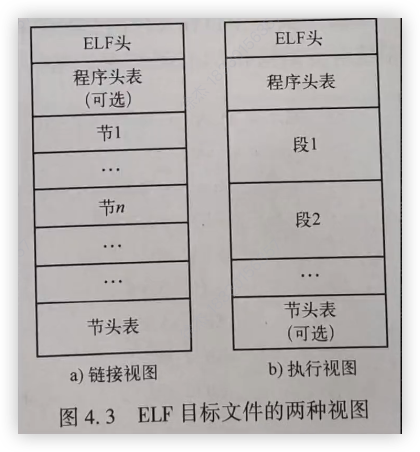 ELF头
程序头表
(可选)
节1
…
节n
…
…
节头表
a) 链接视图
ELF头
程序头表
段1
段2
…
节头表
(可选)
b) 执行视图
图 4.3 ELF 目标文件的两种视图